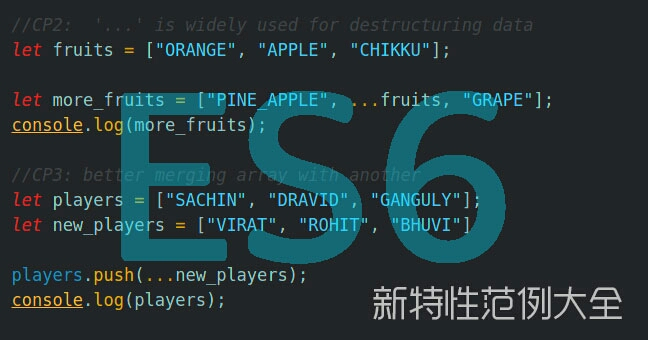 //CP2:  '...' is widely used for destructuring data
let fruits = ["ORANGE", "APPLE", "CHIKKU"];
let more_fruits = ["PINE_APPLE", ...fruits, "GRAPE"];
console.log(more_fruits);
//CP3: better merging array with another
let players = ["SACHIN", "DRAVID", "GANGULY"];
let new_players = ["VIRAT", "ROHIT", "BHUVI"]
players.push(...new_players);
console.log(players);
ES6
新特性范例大全